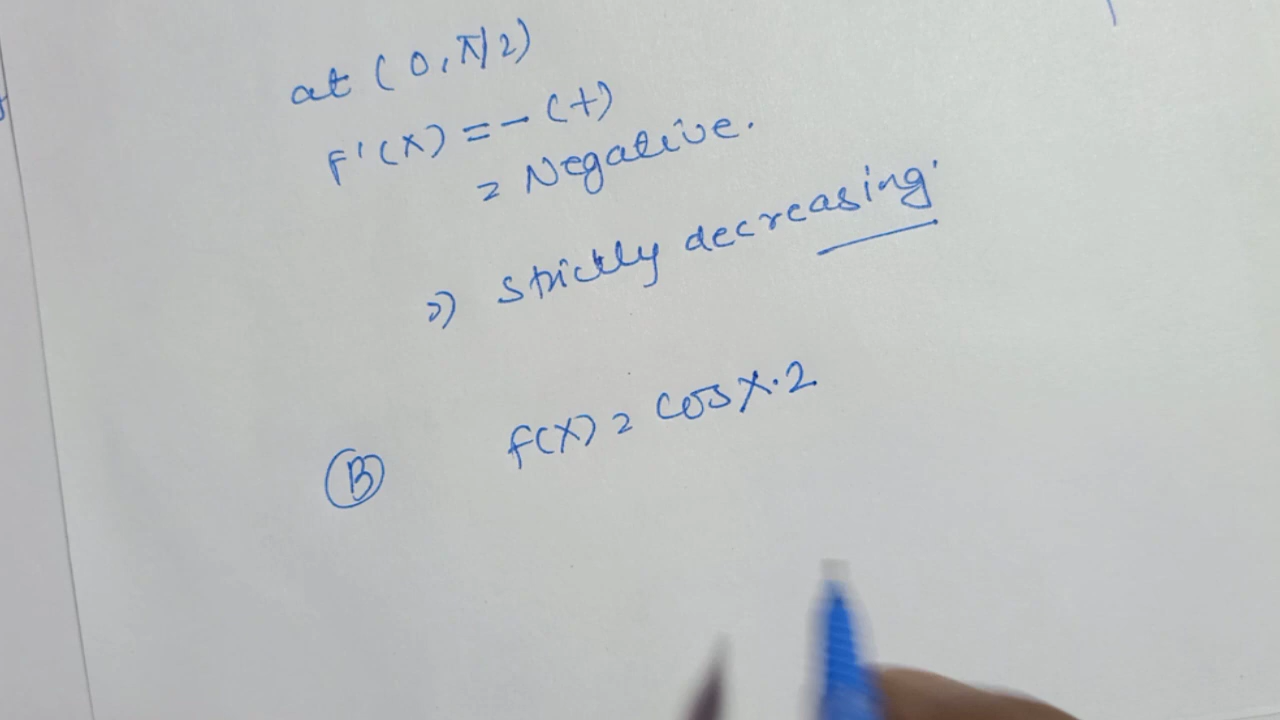 at (0, π/2)
F'(x) = - (+)
= Negative.
⇒) strictly decreasing.
B f(x) = cos x.2